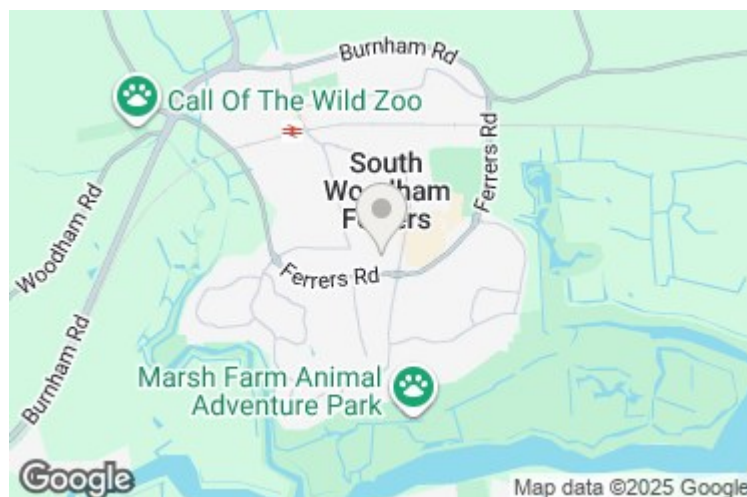 Burnham Rd
Call Of The Wild Zoo
South
Woodham
Ferrers
Ferrers Rd
Woodham Rd
Ferrers Rd
Burnham Rd
Marsh Farm Animal
Adventure Park
Google
Map data ©2025 Google